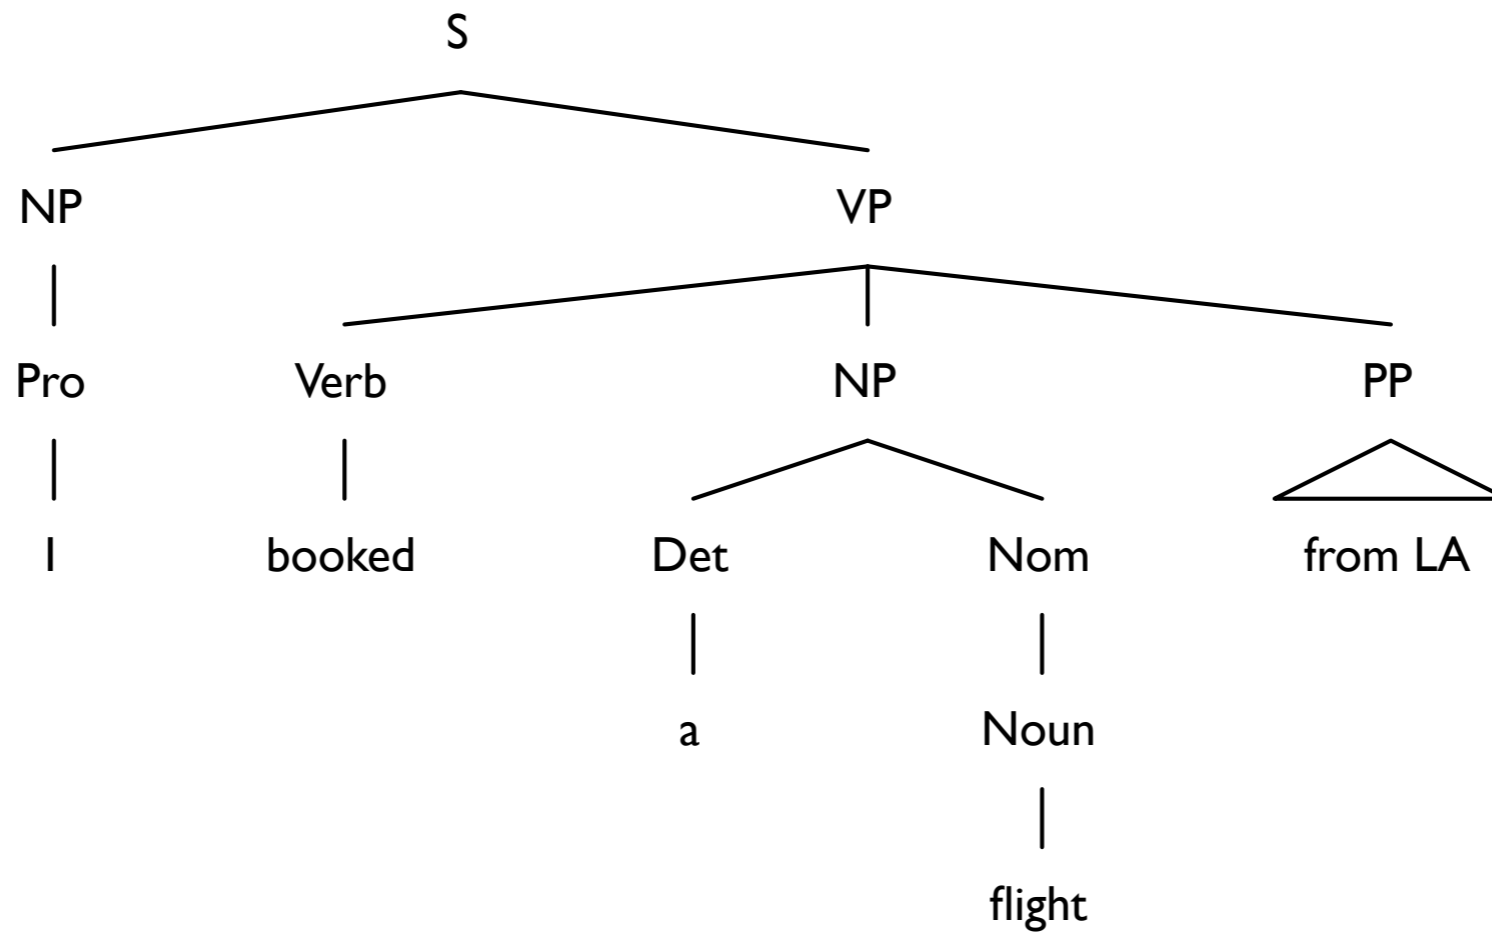 S
NP VP
Pro Verb NP PP
I booked Det Nom from LA
a Noun
flight